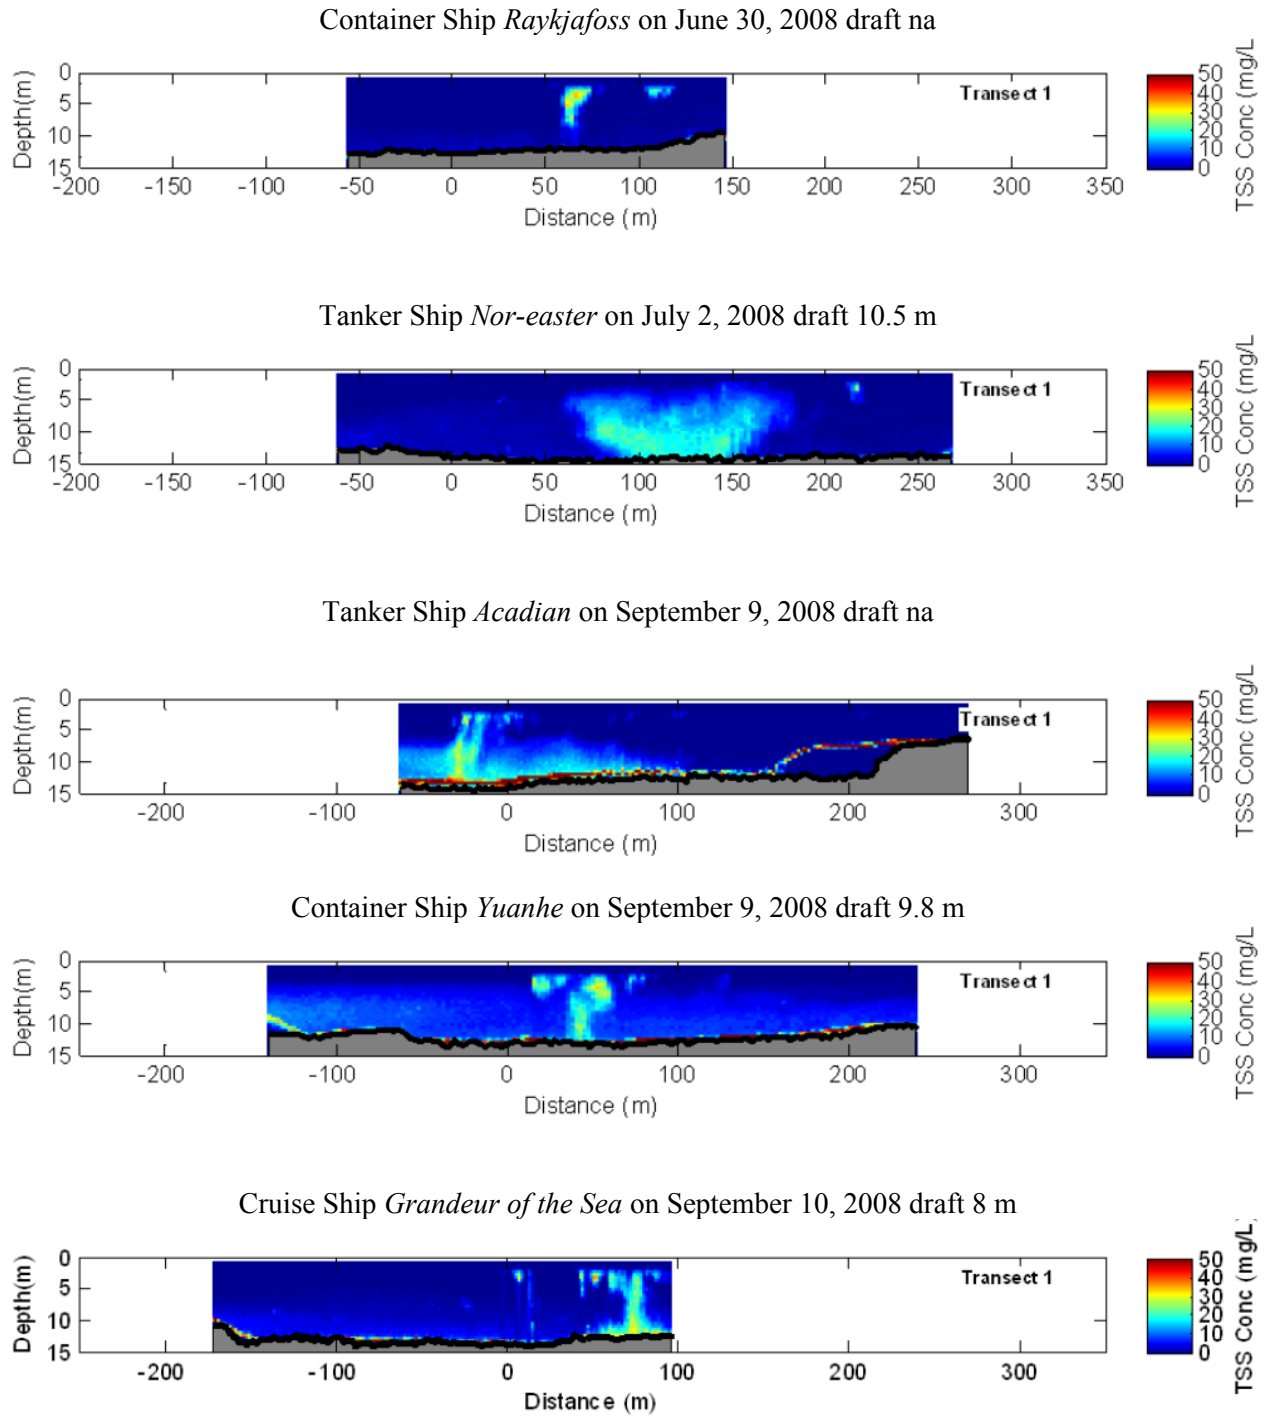 Container Ship Raykjafoss on June 30, 2008 draft na
Depth(m)
0
5
10
15
Transect 1
50
40
30
20
10
0
TSS Conc (mg/L
-200 -150 -100 -50 0 50 100 150 200 250 300 350
Distance (m)
Tanker Ship Nor-easter on July 2, 2008 draft 10.5 m
Depth(m)
0
5
10
15
Transect 1
50
40
30
20
10
0
TSS Conc (mg/L
-200 -150 -100 -50 0 50 100 150 200 250 300 350
Distance (m)
Tanker Ship Acadian on September 9, 2008 draft na
Depth(m)
0
5
10
15
Transect 1
50
40
30
20
10
0
TSS Conc (mg/L
-200 -100 0 100 200 300
Distance (m)
Container Ship Yuanhe on September 9, 2008 draft 9.8 m
Depth(m)
0
5
10
15
Transect 1
50
40
30
20
10
0
TSS Conc (mg/L
-200 -100 0 100 200 300
Distance (m)
Cruise Ship Grandeur of the Sea on September 10, 2008 draft 8 m
Depth(m)
0
5
10
15
Transect 1
50
40
30
20
10
0
TSS Conc (mg/L)
-200 -100 0 100 200 300
Distance (m)